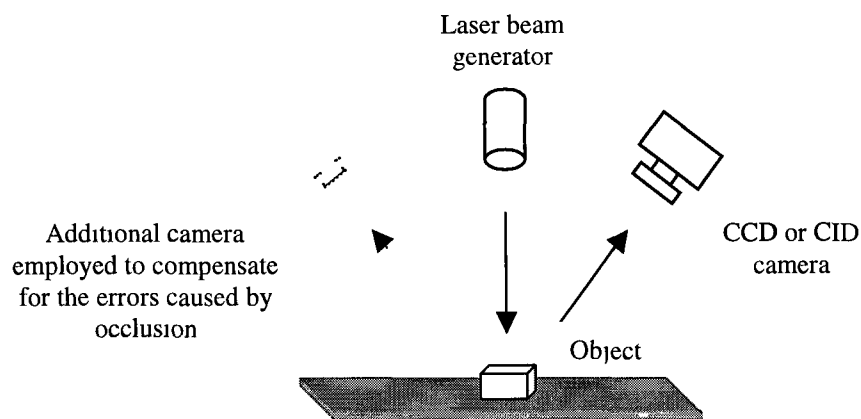 Laser beam
generator
Additional camera
employed to compensate
for the errors caused by
occlusion
CCD or CID
camera
Object